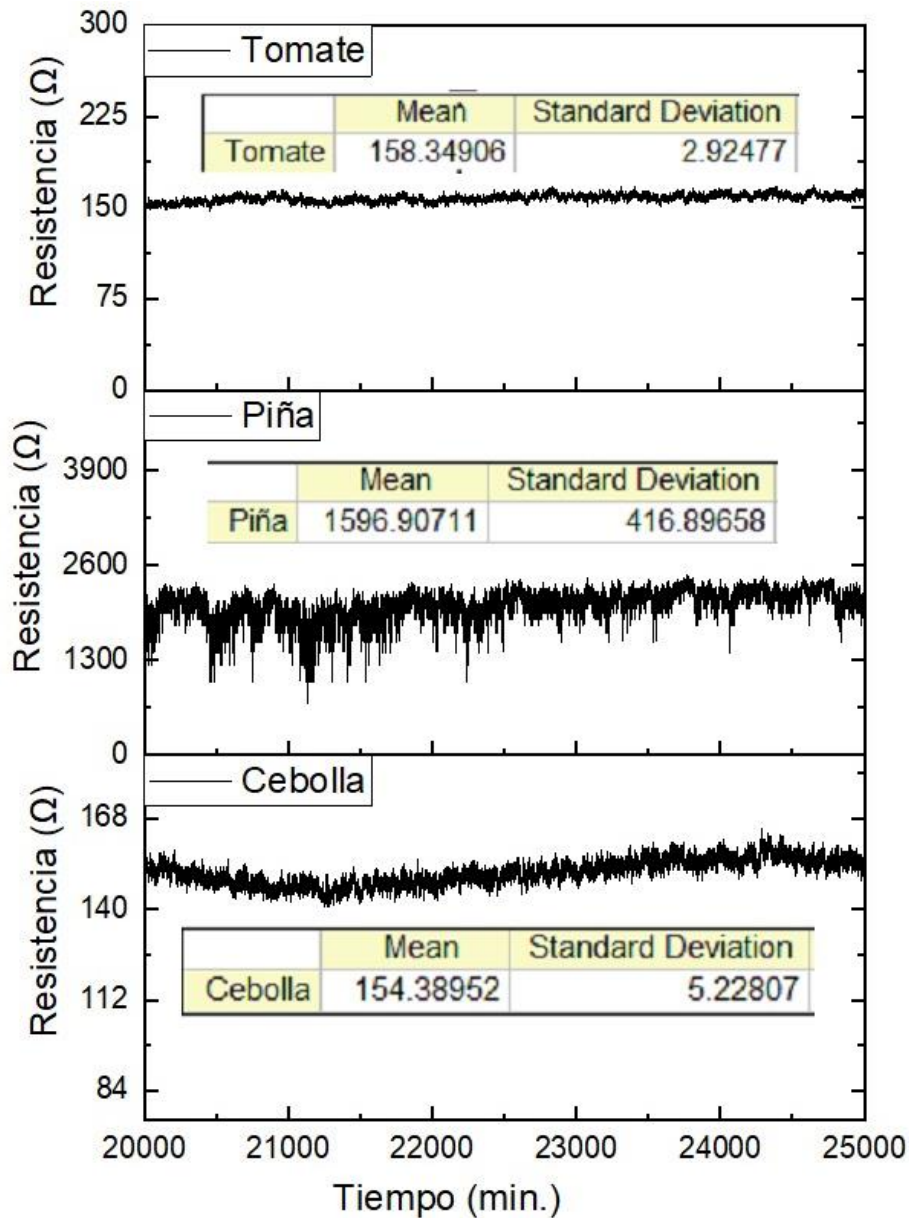 300
Tomate
Mean Standard Deviation
225
Tomate 158.34906 2.92477
150
75
0
Resistencia (Ω)
Piña
3900
Mean Standard Deviation
Piña 1596.90711 416.89658
2600
1300
0
Resistencia (Ω)
Cebolla
168
140
Mean Standard Deviation
Cebolla 154.38952 5.22807
112
84
Resistencia (Ω)
20000 21000 22000 23000 24000 25000
Tiempo (min.)